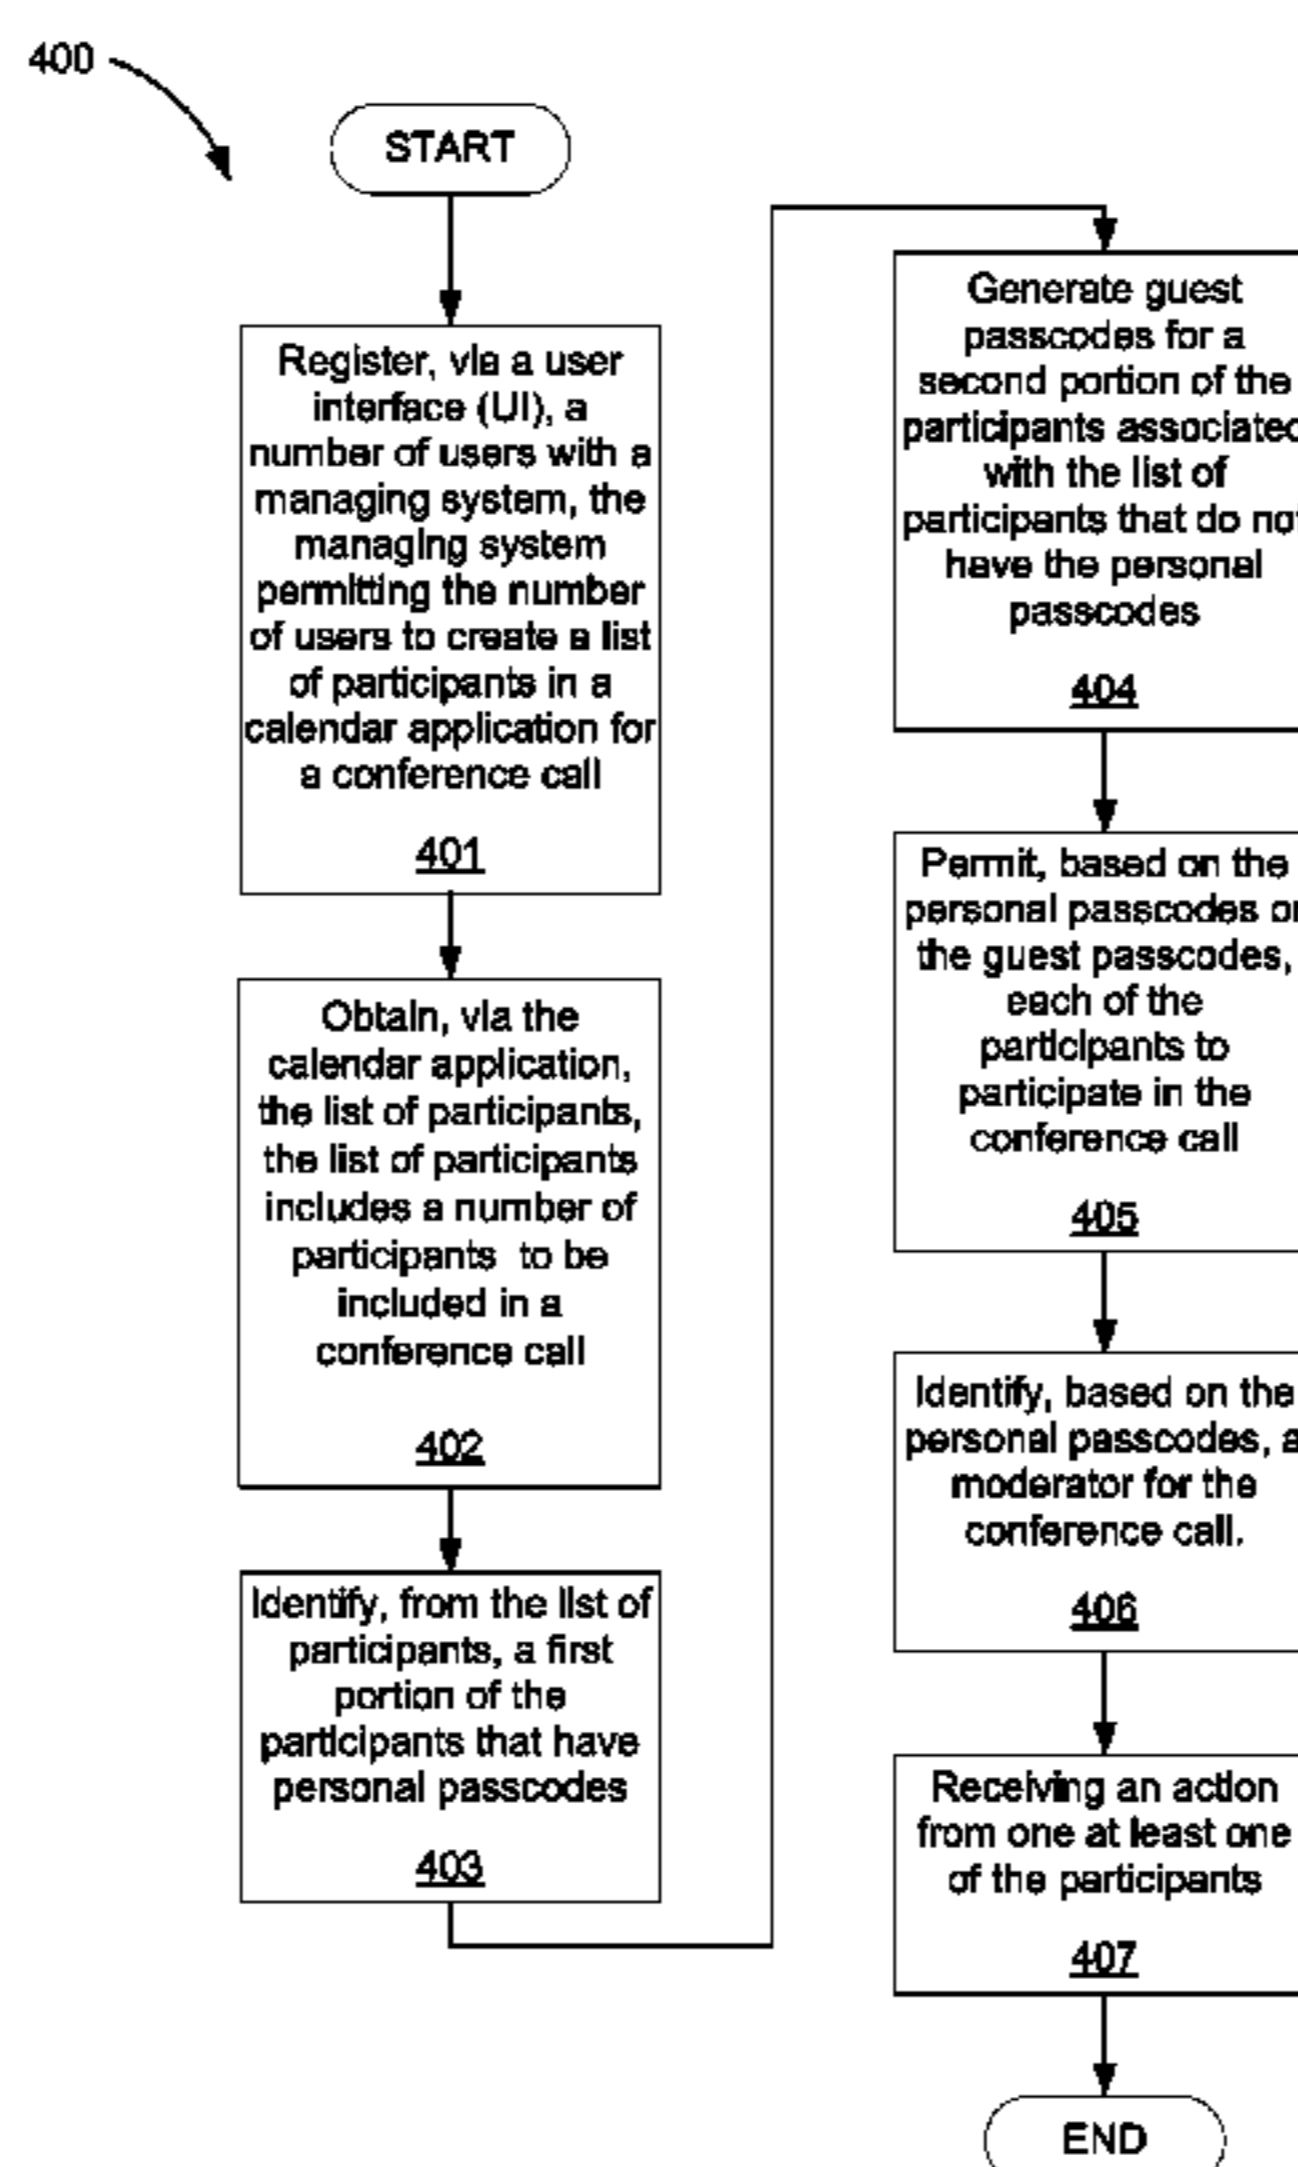 400
START
Register, via a user
interface (UI), a
number of users with a
managing system, the
managing system
permitting the number
of users to create a list
of participants in a
calendar application for
a conference call
401
Obtain, via the
calendar application,
the list of participants,
the list of participants
includes a number of
participants to be
included in a
conference call
402
Identify, from the list of
participants, a first
portion of the
participants that have
personal passcodes
403
Generate guest
passcodes for a
second portion of the
participants associated
with the list of
participants that do not
have the personal
passcodes
404
Permit, based on the
personal passcodes or
the guest passcodes,
each of the
participants to
participate in the
conference call
405
Identify, based on the
personal passcodes, a
moderator for the
conference call.
406
Receiving an action
from one at least one
of the participants
407
END